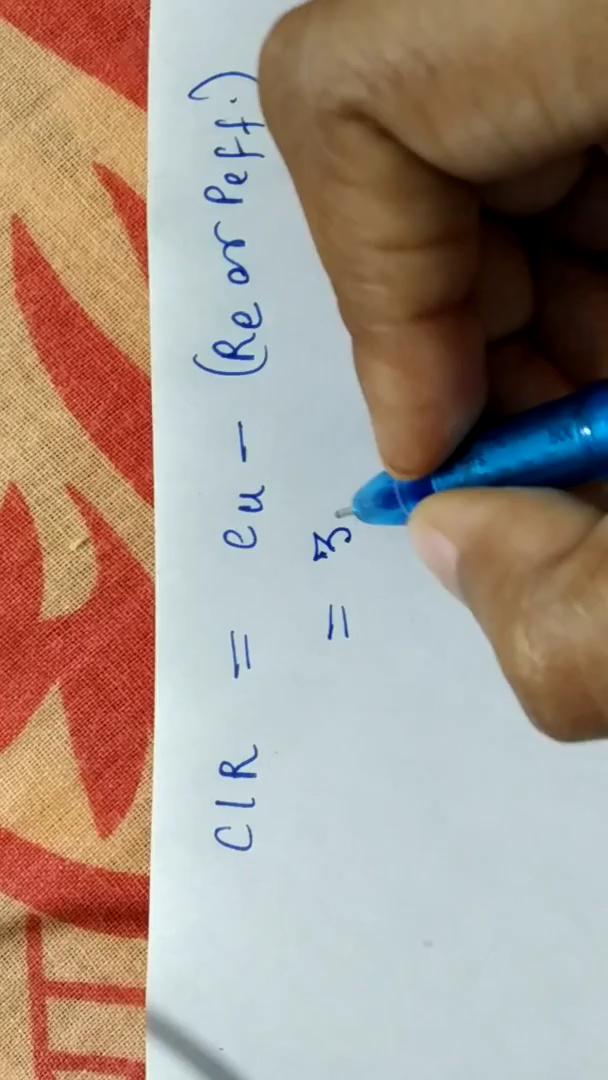 CIR = eu - (Re or Peff.)
= 3